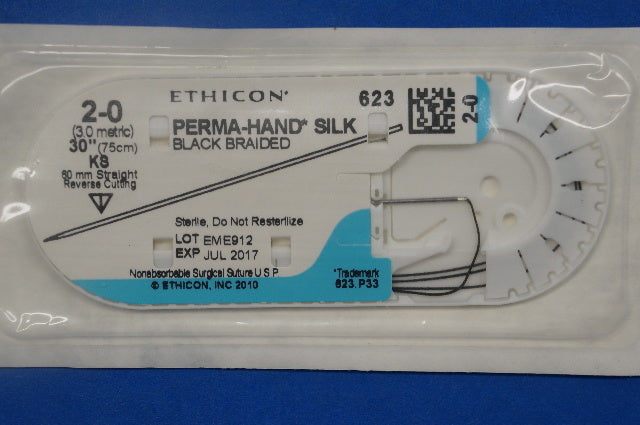 ETHICON*
623
2-0
2-0
(3.0 metric)
30" (75cm)
KS
60 mm Straight
Reverse Cutting
PERMA-HAND* SILK
BLACK BRAIDED
Sterile, Do Not Resterilize
LOT EME912
EXP JUL 2017
Nonabsorbable Surgical Suture U S P
© ETHICON, INC 2010
*Trademark
623.P33